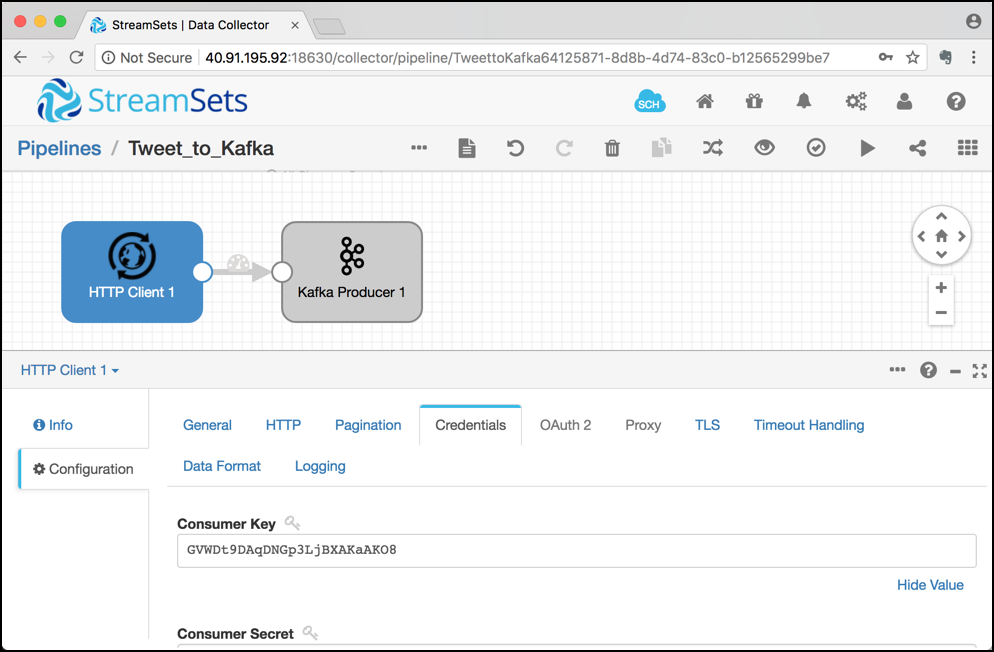 StreamSets | Data Collector
Not Secure 40.91.195.92:18630/collector/pipeline/TweettoKafka64125871-8d8b-4d74-83c0-b12565299be7
StreamSets
SCH
Pipelines / Tweet_to_Kafka
HTTP Client 1
Kafka Producer 1
HTTP Client 1
Info
Configuration
General HTTP Pagination Credentials OAuth 2 Proxy TLS Timeout Handling
Data Format Logging
Consumer Key
GVWDt9DAqDNGp3LjBXAKaAKO8
Hide Value
Consumer Secret